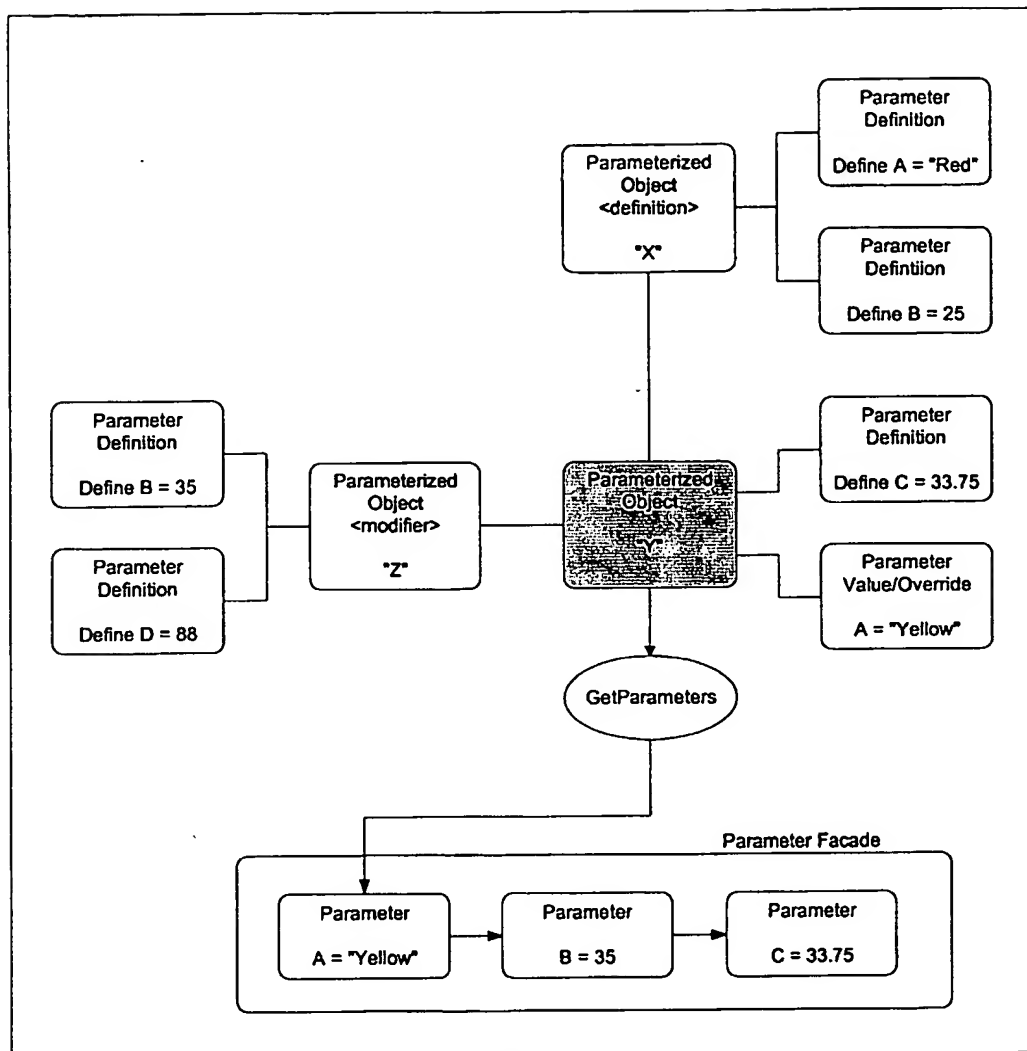 Parameter
Definition
Define A = "Red"
Parameterized
Object
<definition>
"X"
Parameter
Defintiion
Define B = 25
Parameter
Definition
Define B = 35
Parameterized
Object
<modifier>
"Z"
Parameter
Definition
Define D = 88
Parameterized
Object
"Y"
Parameter
Definition
Define C = 33.75
Parameter
Value/Override
A = "Yellow"
GetParameters
Parameter Facade
Parameter
A = "Yellow"
Parameter
B = 35
Parameter
C = 33.75